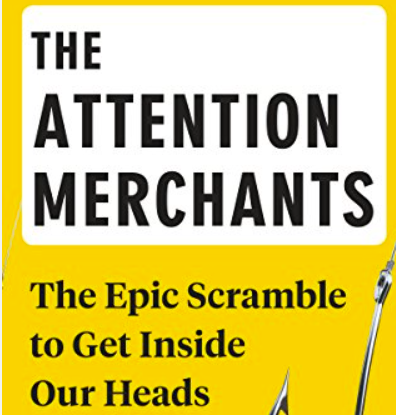 THE
ATTENTION
MERCHANTS
The Epic Scramble
to Get Inside
Our Heads